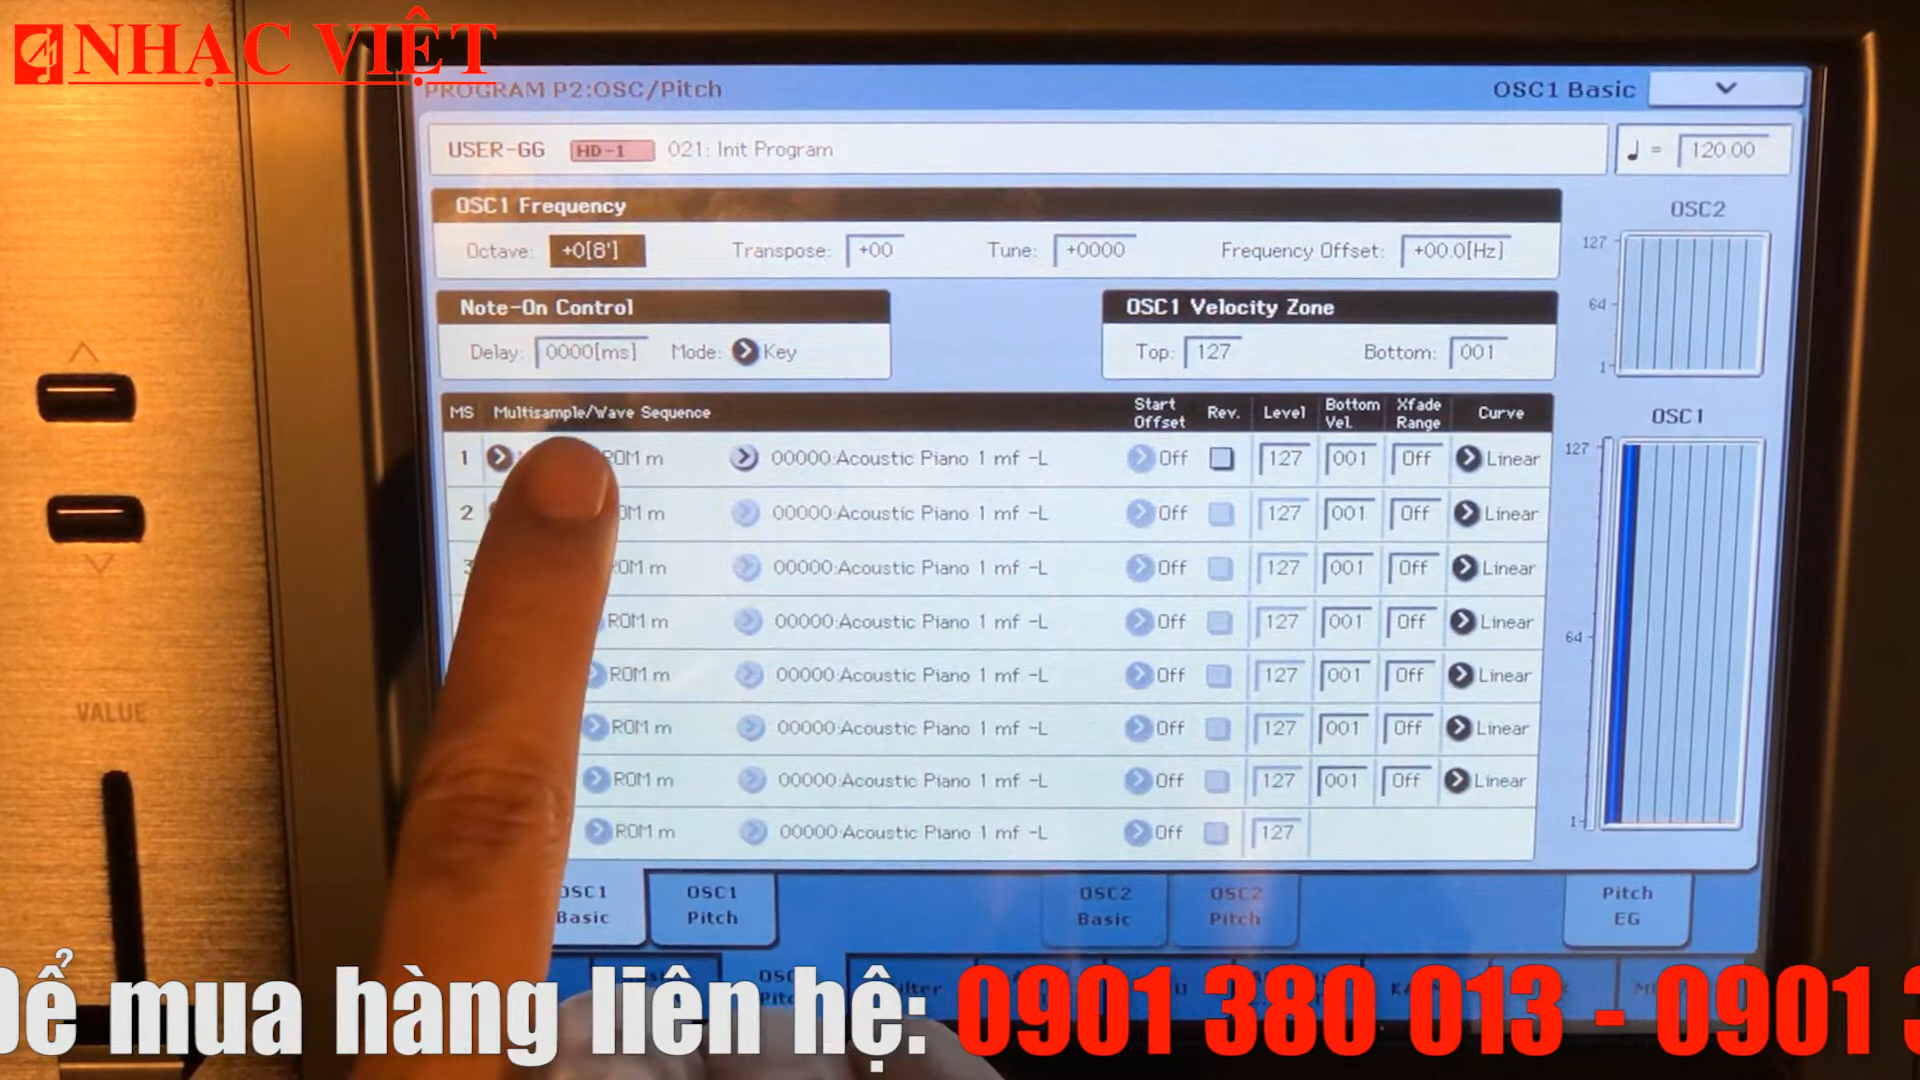 NHẠC VIỆT
PROGRAM P2:OSC/Pitch
OSC1 Basic
USER-GG HD-1 021: Init Program
♩ = 120.00
OSC1 Frequency
Octave: +0[8'] Transpose: +00 Tune: +0000 Frequency Offset: +00.0[Hz]
Note-On Control
Delay: 0000[ms] Mode: Key
OSC1 Velocity Zone
Top: 127 Bottom: 001
OSC2
127
64
1
MS Multisample/Wave Sequence Start Offset Rev. Level Bottom Vel. Xfade Range Curve
1 ROM m 00000:Acoustic Piano 1 mf -L Off 127 001 Off Linear
2 ROM m 00000:Acoustic Piano 1 mf -L Off 127 001 Off Linear
3 ROM m 00000:Acoustic Piano 1 mf -L Off 127 001 Off Linear
ROM m 00000:Acoustic Piano 1 mf -L Off 127 001 Off Linear
ROM m 00000:Acoustic Piano 1 mf -L Off 127 001 Off Linear
ROM m 00000:Acoustic Piano 1 mf -L Off 127 001 Off Linear
ROM m 00000:Acoustic Piano 1 mf -L Off 127 001 Off Linear
ROM m 00000:Acoustic Piano 1 mf -L Off 127
OSC1
127
64
1
VALUE
OSC1 Basic
OSC1 Pitch
OSC2 Basic
OSC2 Pitch
Pitch EG
Để mua hàng liên hệ: 0901 380 013 - 0901 3